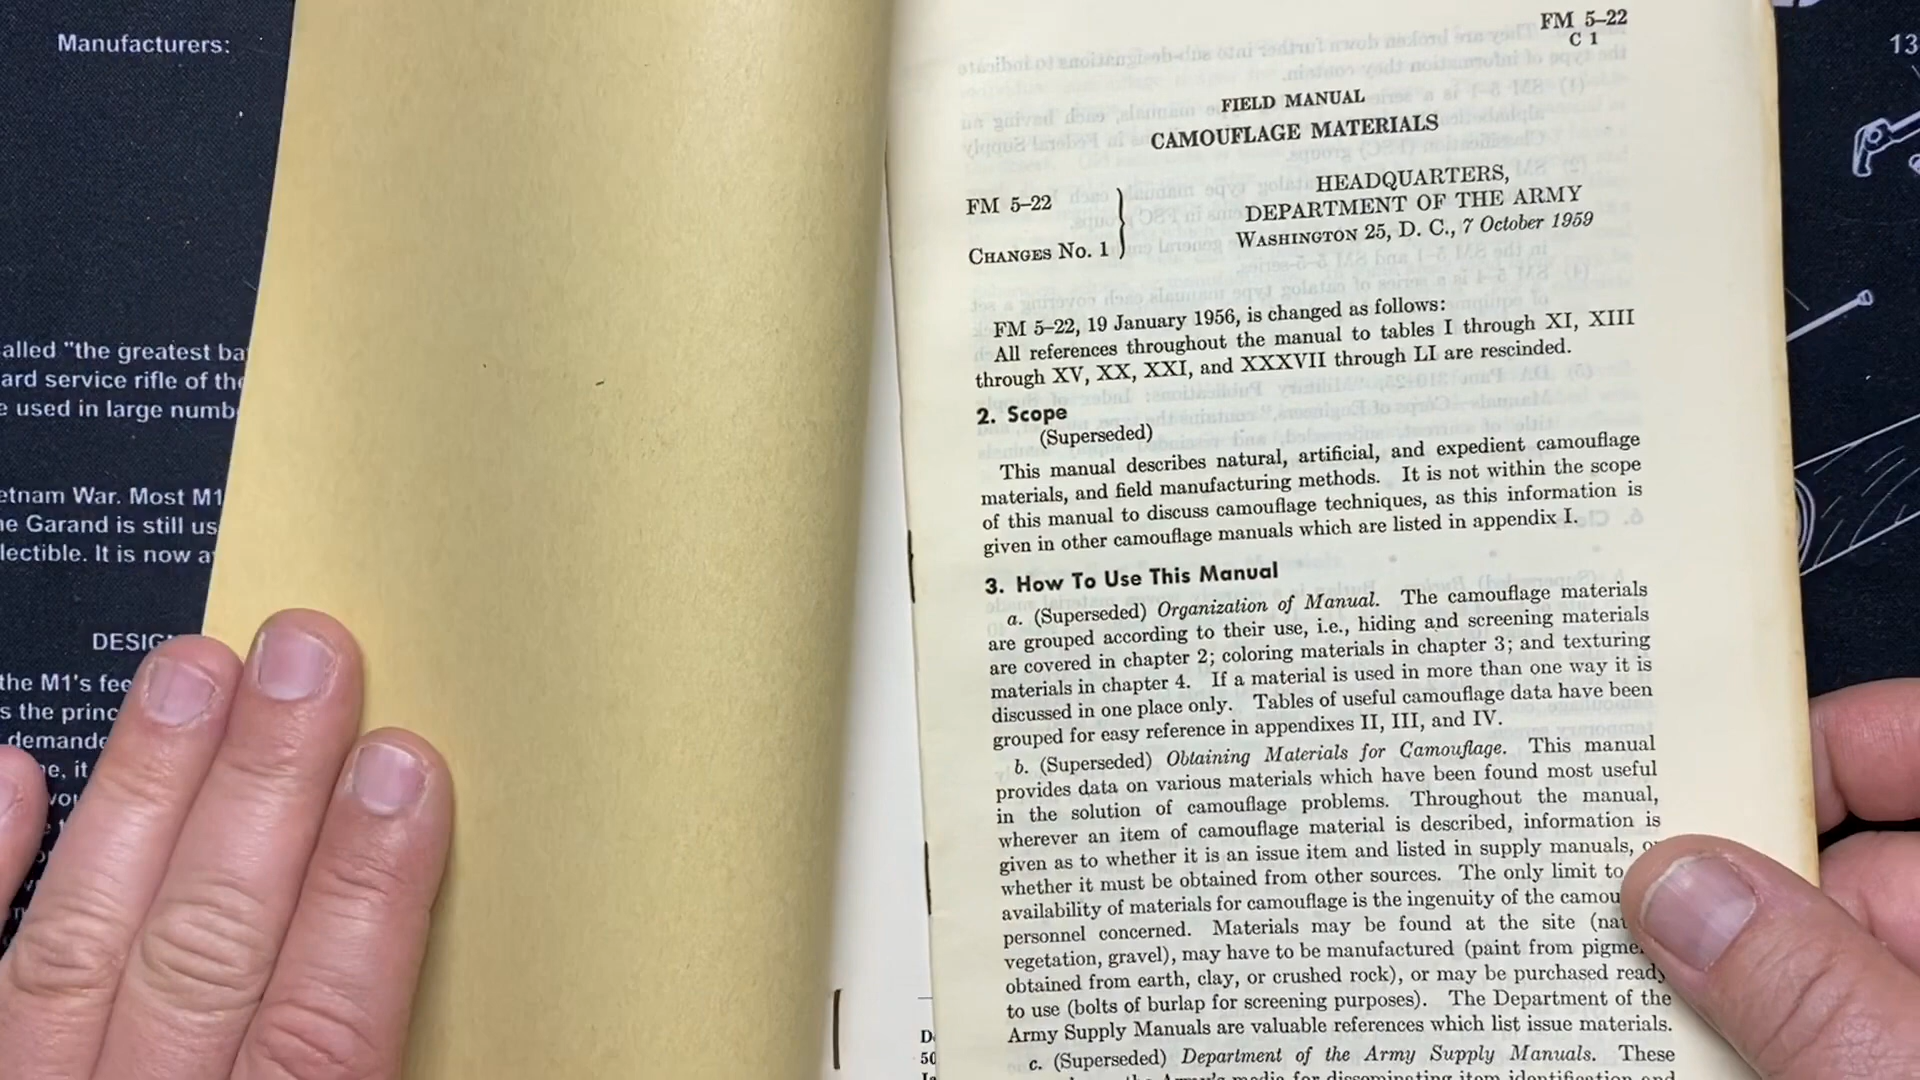 Manufacturers:
alled "the greatest
ard service rifle of
used in large
etnam War. Most M1
Garand is still
lectible. It is now
the M1's
s the
FM 5–22
C 1
FIELD MANUAL
CAMOUFLAGE MATERIALS
FM 5–22
CHANGES No. 1
HEADQUARTERS,
DEPARTMENT OF THE ARMY
WASHINGTON 25, D. C., 7 October 1959
FM 5–22, 19 January 1956, is changed as follows:
All references throughout the manual to tables I through XI, XIII
through XV, XX, XXI, and XXXVII through LI are rescinded.
2. Scope
(Superseded)
This manual describes natural, artificial, and expedient camouflage
materials, and field manufacturing methods. It is not within the scope
of this manual to discuss camouflage techniques, as this information is
given in other camouflage manuals which are listed in appendix I.
3. How To Use This Manual
a. (Superseded) Organization of Manual. The camouflage materials
are grouped according to their use, i.e., hiding and screening materials
are covered in chapter 2; coloring materials in chapter 3; and texturing
materials in chapter 4. If a material is used in more than one way it is
discussed in one place only. Tables of useful camouflage data have been
grouped for easy reference in appendixes II, III, and IV.
b. (Superseded) Obtaining Materials for Camouflage. This manual
provides data on various materials which have been found most useful
in the solution of camouflage problems. Throughout the manual,
wherever an item of camouflage material is described, information is
given as to whether it is an issue item and listed in supply manuals,
whether it must be obtained from other sources. The only limit to
availability of materials for camouflage is the ingenuity of the
personnel concerned. Materials may be found at the site
vegetation, gravel), may have to be manufactured (paint from
obtained from earth, clay, or crushed rock), or may be purchased ready
to use (bolts of burlap for screening purposes). The Department of the
Army Supply Manuals are valuable references which list issue materials.
c. (Superseded) Department of the Army Supply Manuals. These